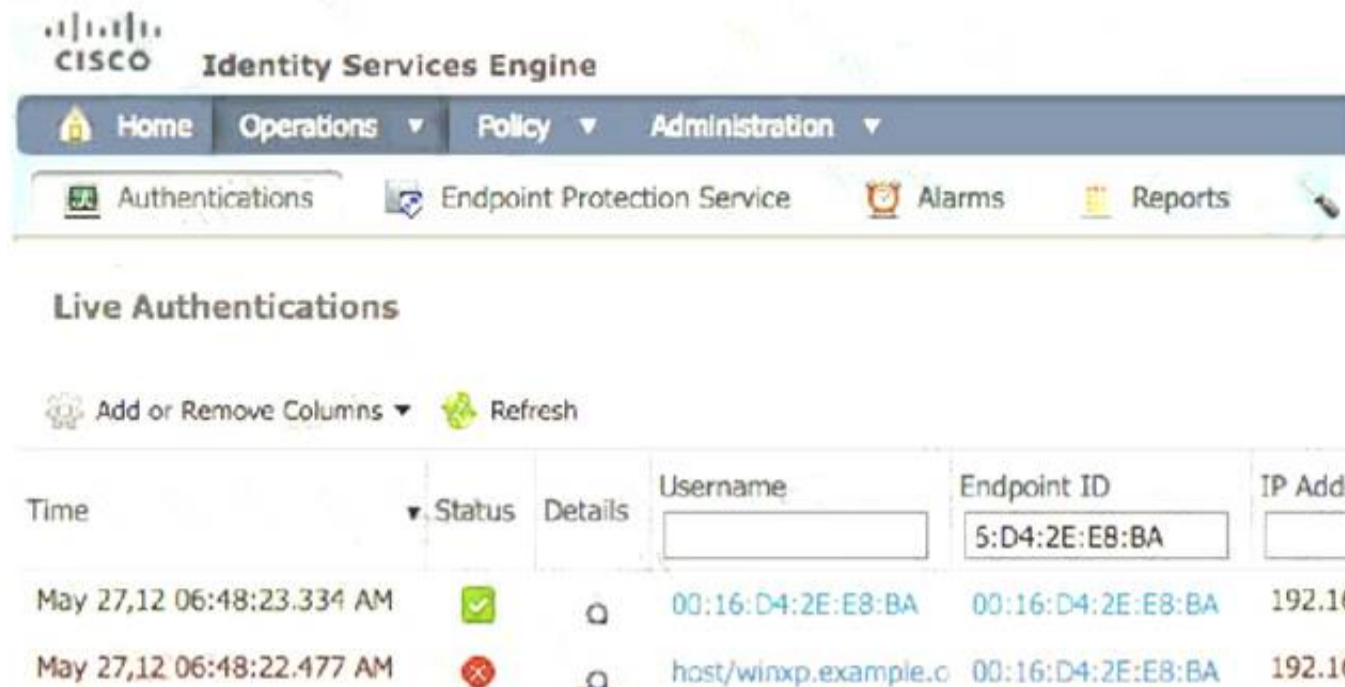 CISCO Identity Services Engine
Home Operations Policy Administration
Authentications Endpoint Protection Service Alarms Reports
Live Authentications
Add or Remove Columns Refresh
Time Status Details Username Endpoint ID IP Add
5:D4:2E:E8:BA
May 27,12 06:48:23.334 AM 00:16:D4:2E:E8:BA 00:16:D4:2E:E8:BA 192.16
May 27,12 06:48:22.477 AM host/winxp.example.c 00:16:D4:2E:E8:BA 192.16